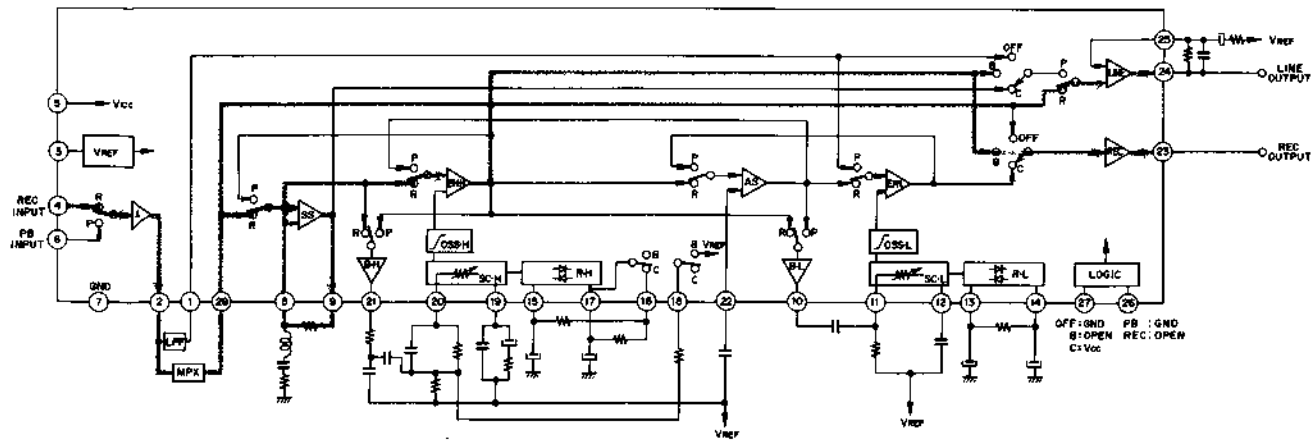 OFF
B
C
P
R
LINE
25
VREF
24
LINE
OUTPUT
5
VCC
3
VREF
OFF
B
C
REC
23
REC
OUTPUT
REC
INPUT
4
R
P
1
PB
INPUT
6
P
R
SS
P
R
P
R
AS
P
R
R
P
B-H
∫OSS-H
SC-H
R-H
B
C
B VREF
C
R
P
B-L
∫OSS-L
SC-L
R-L
LOGIC
GND
7
2
1
8
9
21
20
19
15
17
16
18
22
10
11
12
13
14
27
26
LPF
MPX
OFF:GND PB :GND
B:OPEN REC:OPEN
C:VCC
VREF
VREF